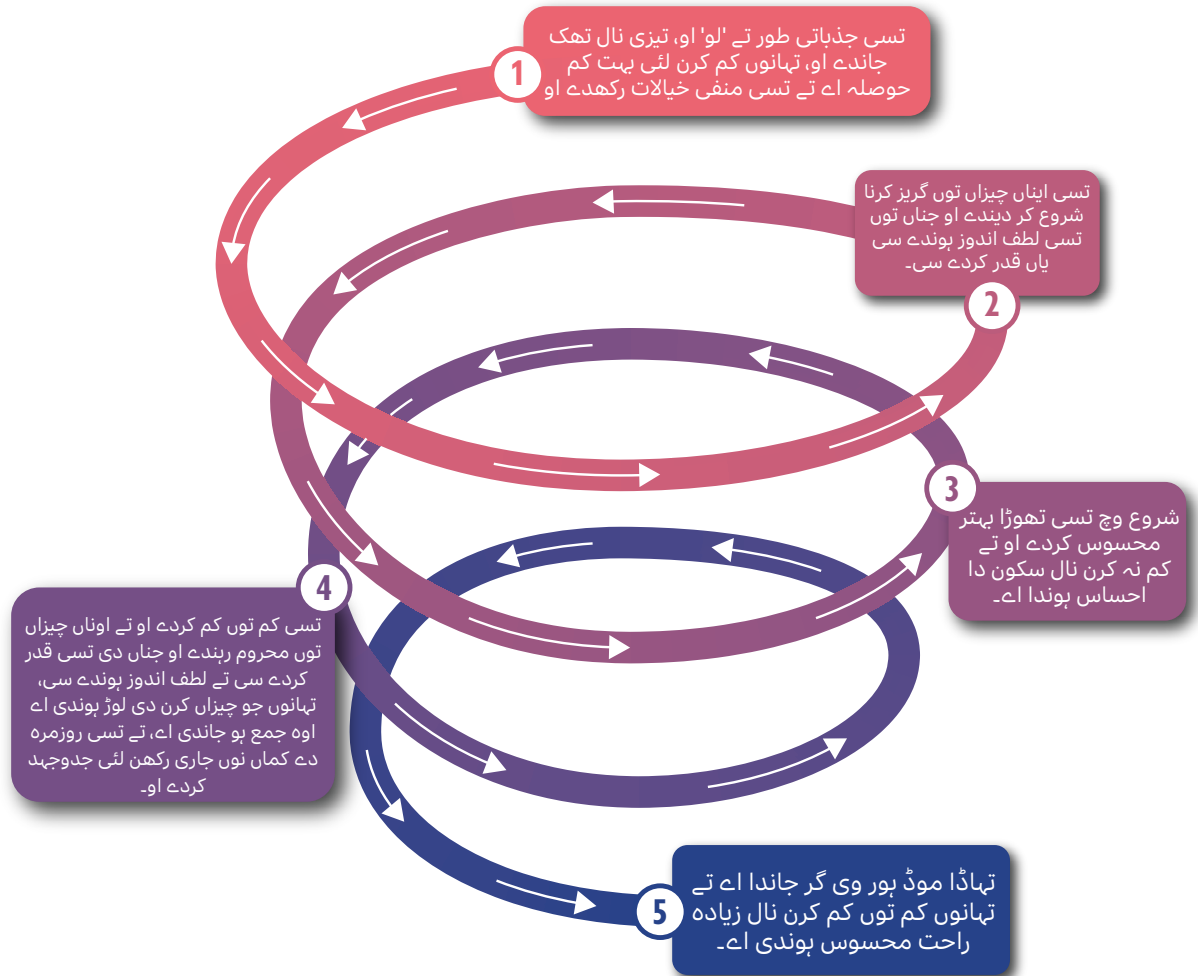 1
تسی جذباتی طور تے 'لو' او، تیزی نال تھک
جاندے او، تہانوں کم کرن لئی بہت کم
حوصلہ اے تے تسی منفی خیالات رکھدے او
تسی ایناں چیزاں توں گریز کرنا
شروع کر دیندے او جناں توں
تسی لطف اندوز ہوندے سی
یاں قدر کردے سی۔
2
3
شروع وچ تسی تھوڑا بہتر
محسوس کردے او تے
کم نہ کرن نال سکون دا
احساس ہوندا اے۔
4
تسی کم توں کم کردے او تے اوناں چیزاں
توں محروم رہندے او جناں دی تسی قدر
کردے سی تے لطف اندوز ہوندے سی،
تہانوں جو چیزاں کرن دی لوڑ ہوندی اے
اوہ جمع ہو جاندی اے، تے تسی روزمرہ
دے کماں نوں جاری رکھن لئی جدوجہد
کردے او۔
5
تہاڈا موڈ ہور وی گر جاندا اے تے
تہانوں کم توں کم کرن نال زیادہ
راحت محسوس ہوندی اے۔